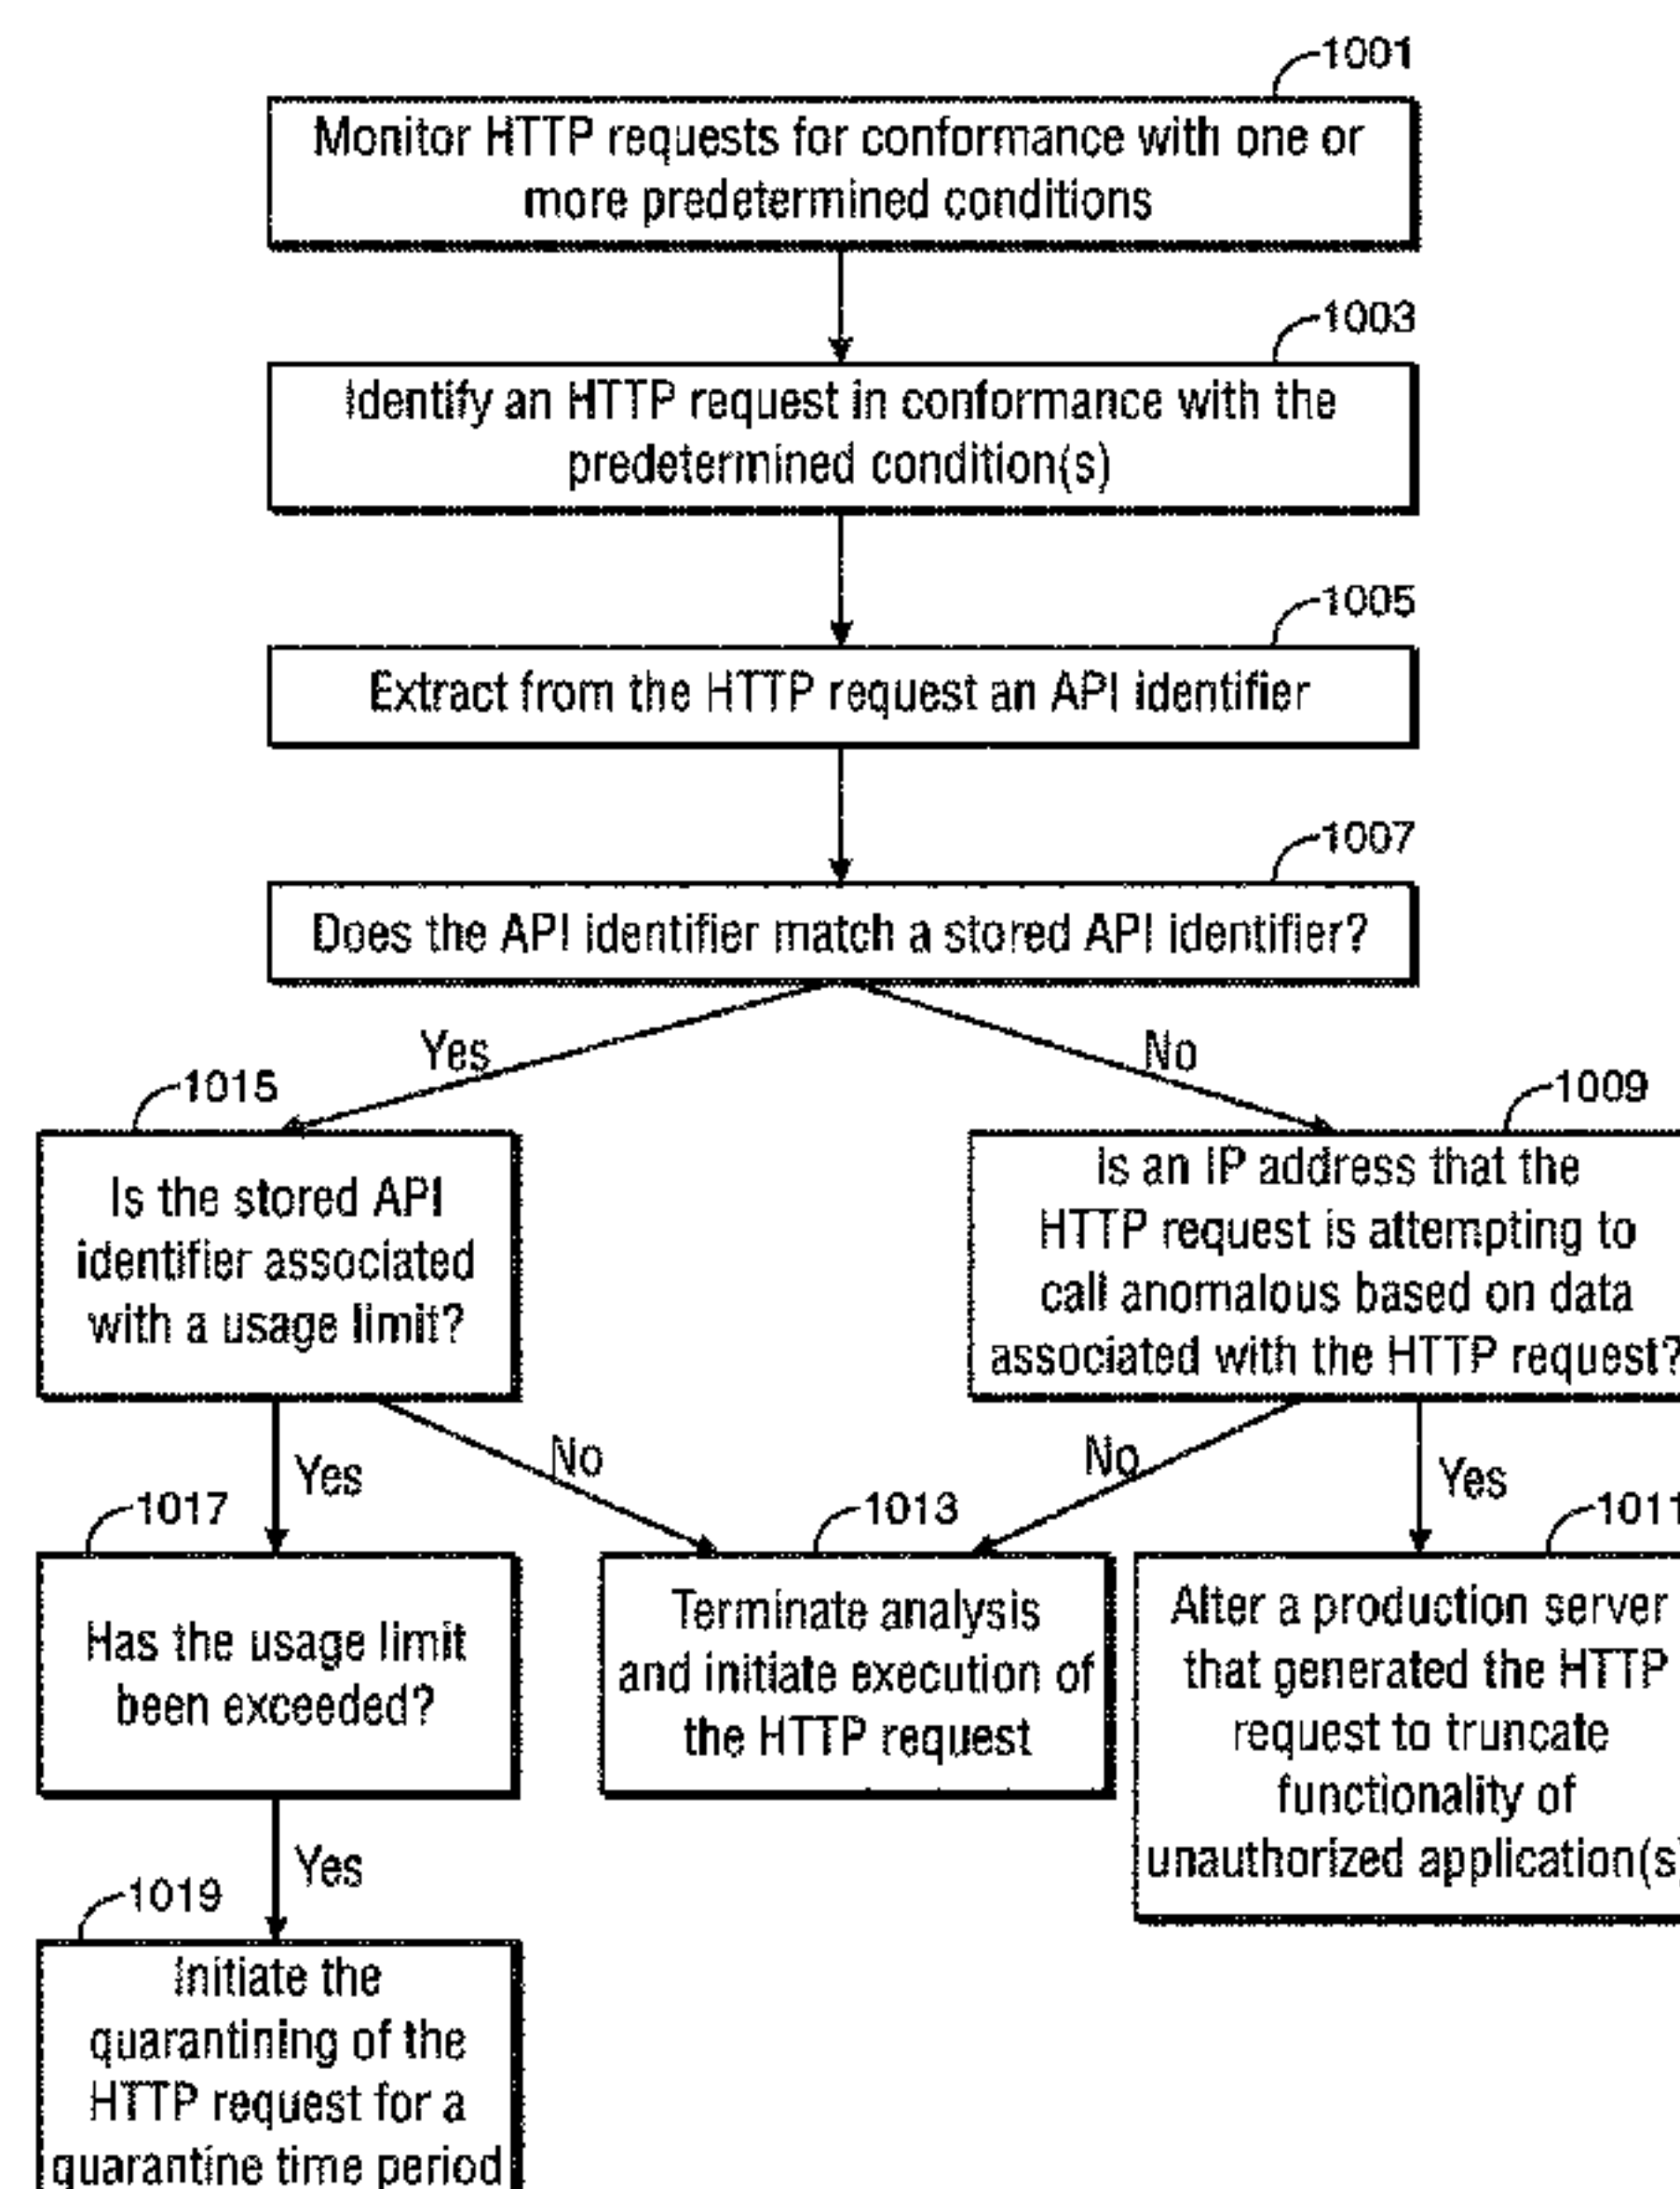 1001
Monitor HTTP requests for conformance with one or
more predetermined conditions
1003
Identify an HTTP request in conformance with the
predetermined condition(s)
1005
Extract from the HTTP request an API identifier
1007
Does the API identifier match a stored API identifier?
Yes
No
1015
Is the stored API
identifier associated
with a usage limit?
1009
Is an IP address that the
HTTP request is attempting to
call anomalous based on data
associated with the HTTP request?
Yes
No
No
Yes
1017
Has the usage limit
been exceeded?
1013
Terminate analysis
and initiate execution of
the HTTP request
1011
Alter a production server
that generated the HTTP
request to truncate
functionality of
unauthorized application(s)
Yes
1019
Initiate the
quarantining of the
HTTP request for a
quarantine time period